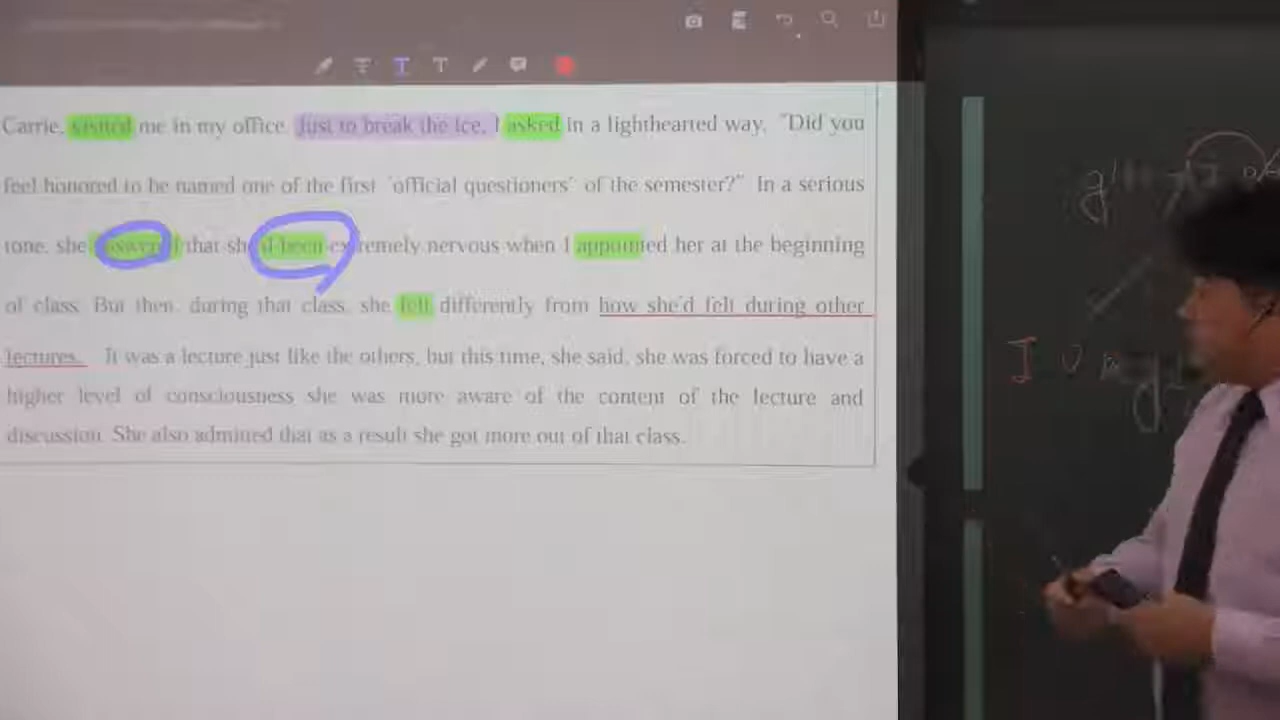 Carrie, visited me in my office. Just to break the ice, I asked in a lighthearted way, "Did you
feel honored to be named one of the first 'official questioners' of the semester?" In a serious
tone, she answered that she'd been extremely nervous when I appointed her at the beginning
of class. But then, during that class, she felt differently from how she'd felt during other
lectures. It was a lecture just like the others, but this time, she said, she was forced to have a
higher level of consciousness she was more aware of the content of the lecture and
discussion. She also admitted that as a result she got more out of that class.